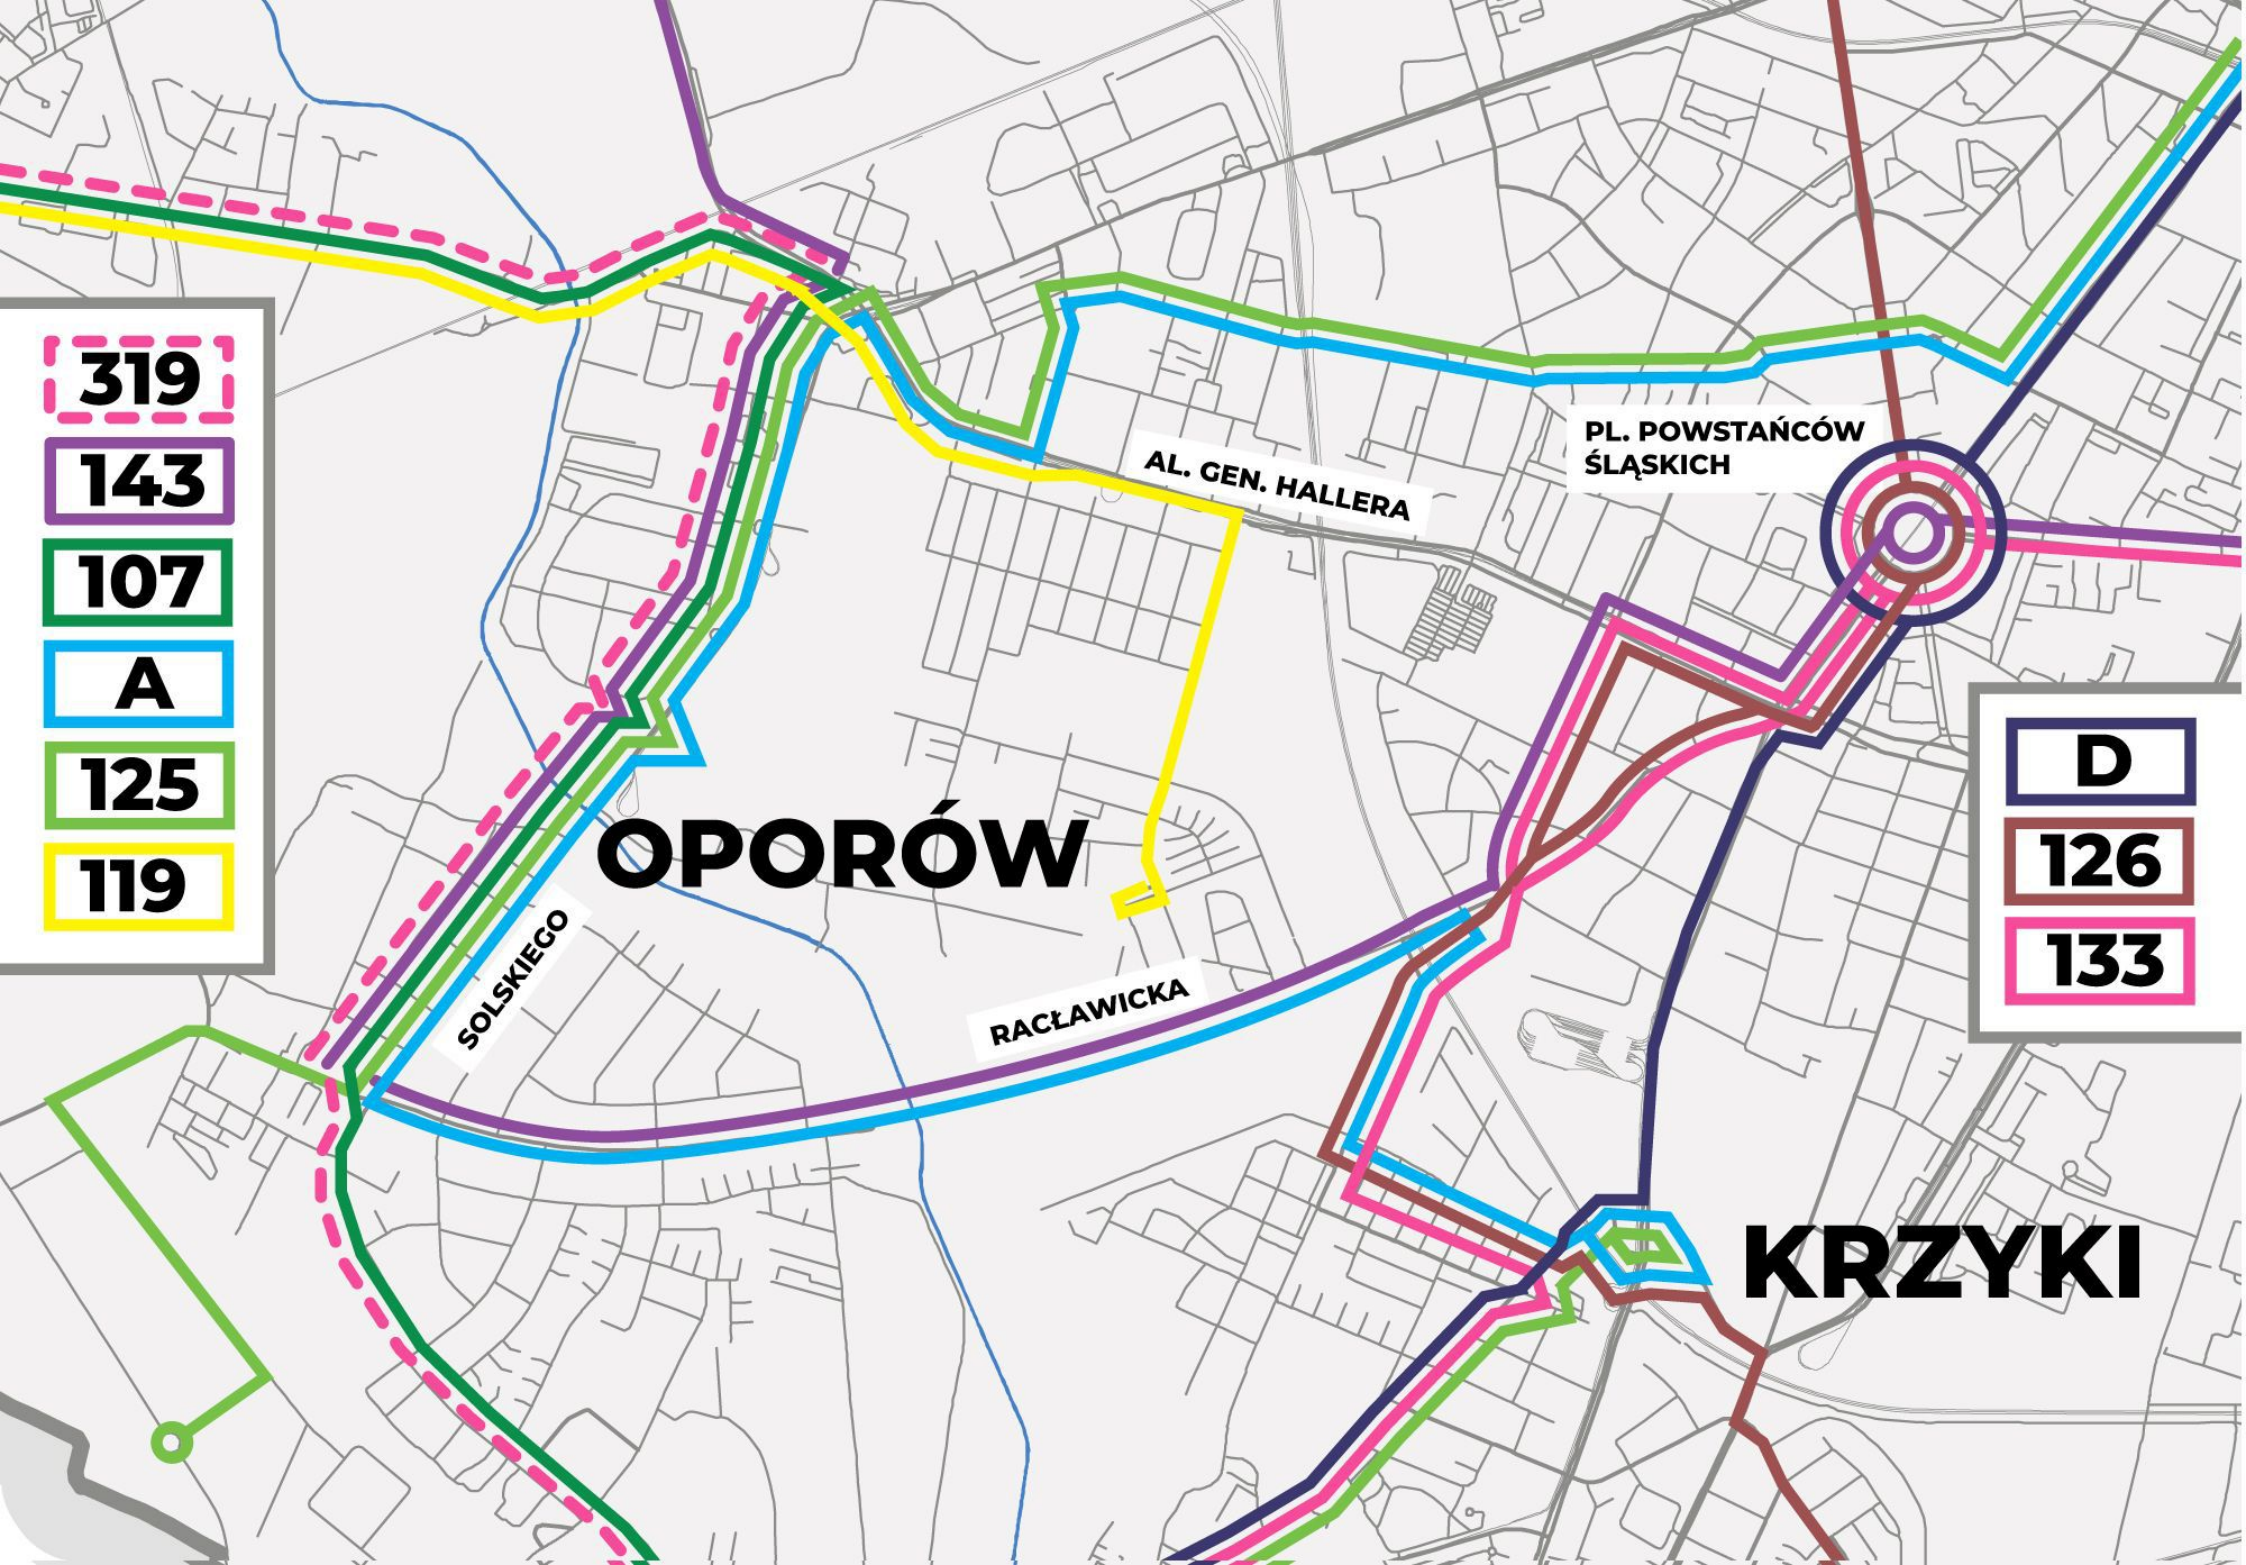 319
143
107
A
125
119
AL. GEN. HALLERA
PL. POWSTAŃCÓW
ŚLĄSKICH
OPORÓW
SOLSKIEGO
RACŁAWICKA
D
126
133
KRZYKI